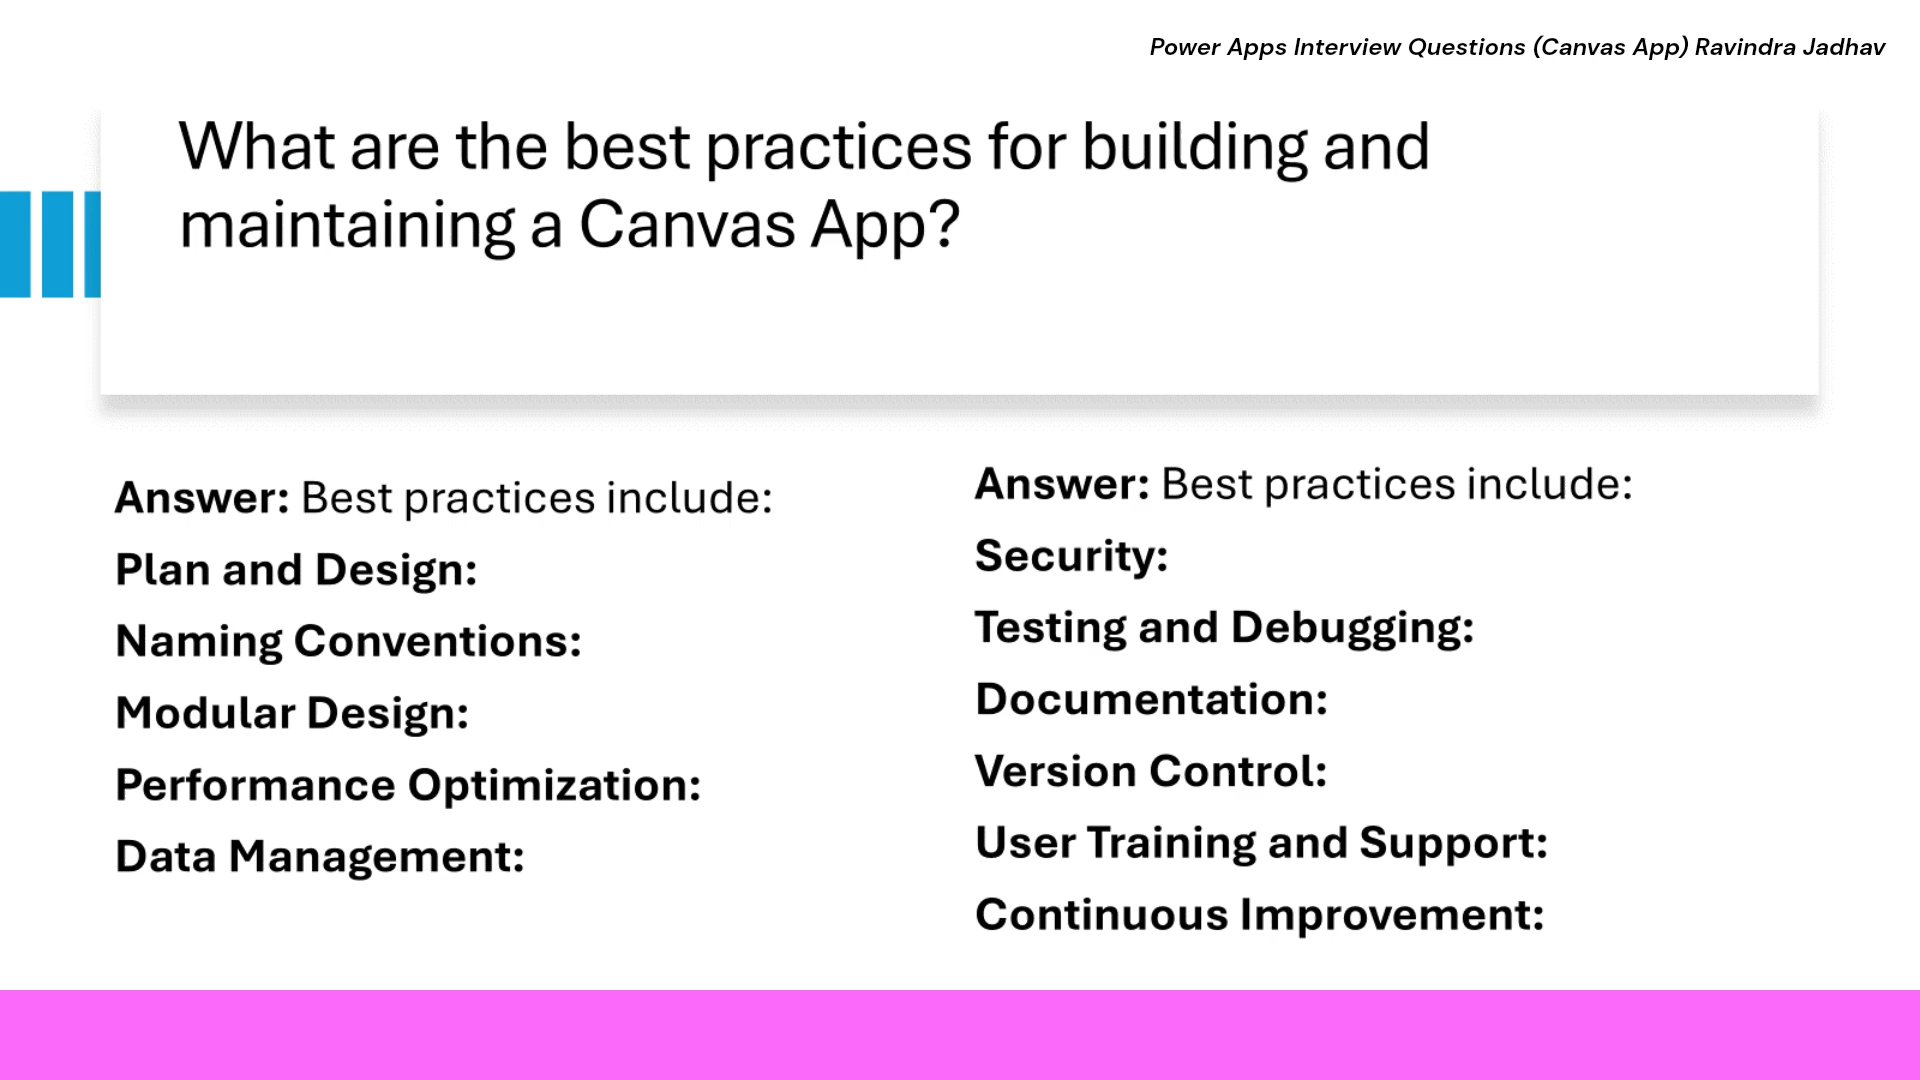 Power Apps Interview Questions (Canvas App) Ravindra Jadhav
What are the best practices for building and
maintaining a Canvas App?
Answer: Best practices include:
Plan and Design:
Naming Conventions:
Modular Design:
Performance Optimization:
Data Management:
Answer: Best practices include:
Security:
Testing and Debugging:
Documentation:
Version Control:
User Training and Support:
Continuous Improvement: